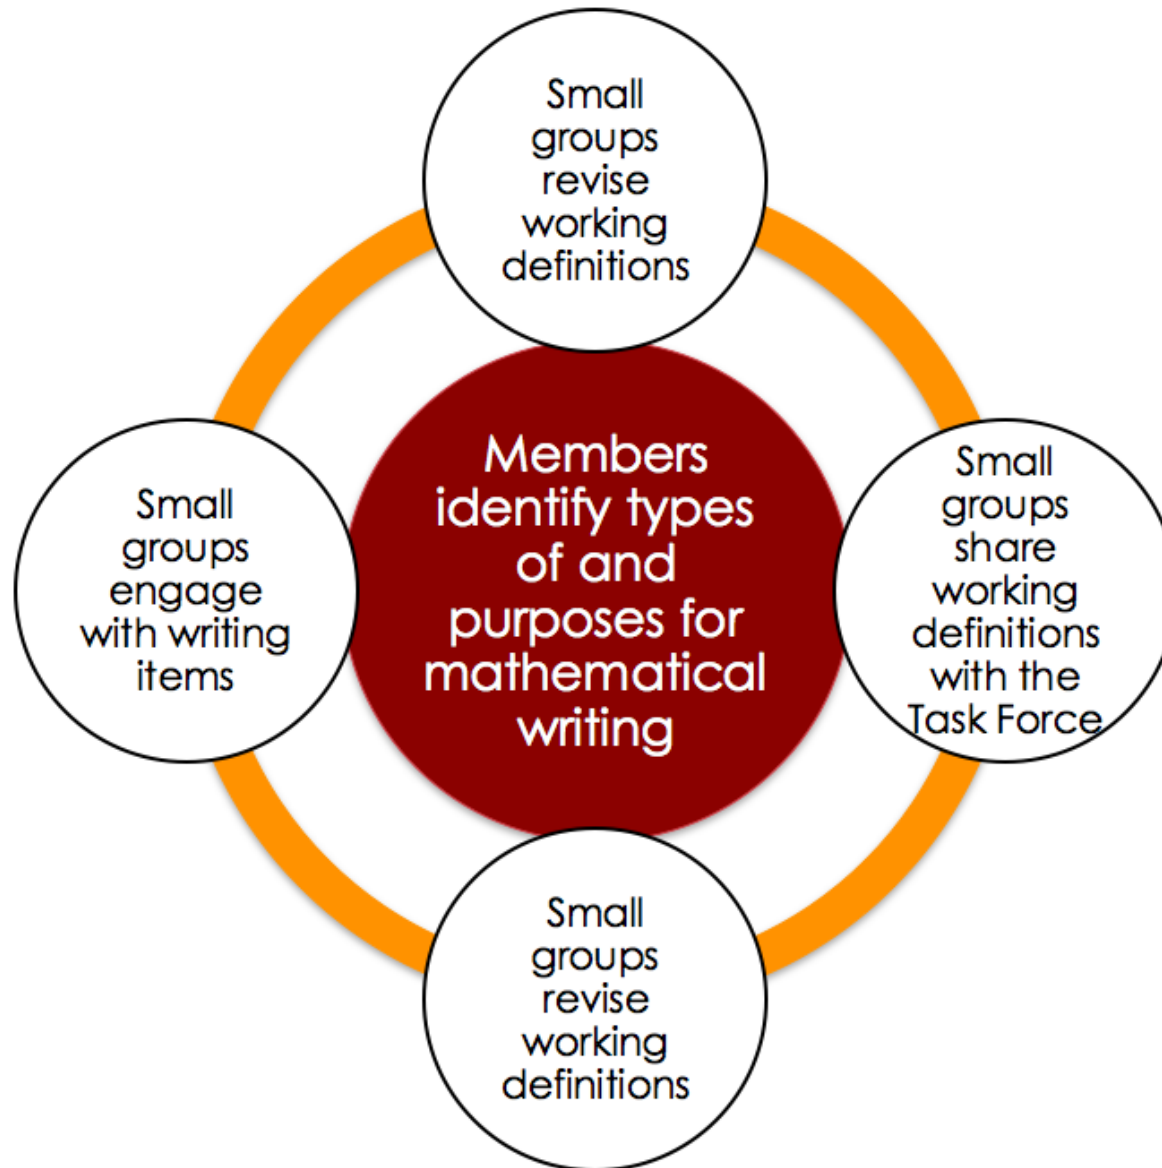 Small
groups
revise
working
definitions
Members
identify types
of and
purposes for
mathematical
writing
Small
groups
share
working
definitions
with the
Task Force
Small
groups
revise
working
definitions
Small
groups
engage
with writing
items